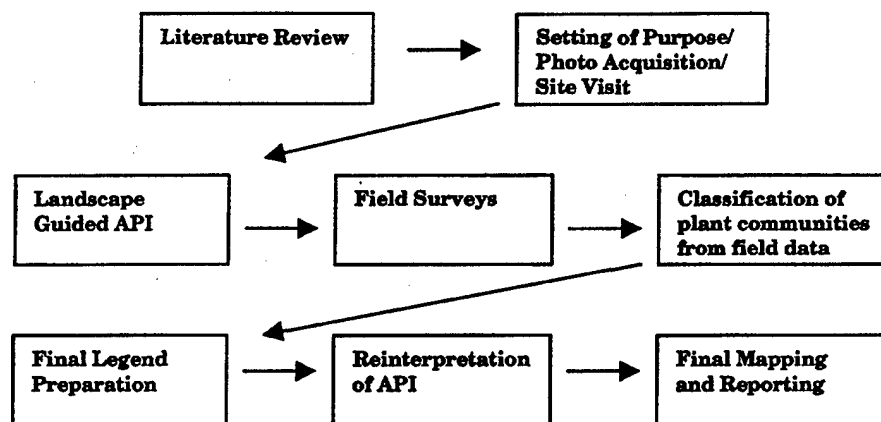 Literature Review
Setting of Purpose/
Photo Acquisition/
Site Visit
Landscape
Guided API
Field Surveys
Classification of
plant communities
from field data
Final Legend
Preparation
Reinterpretation
of API
Final Mapping
and Reporting